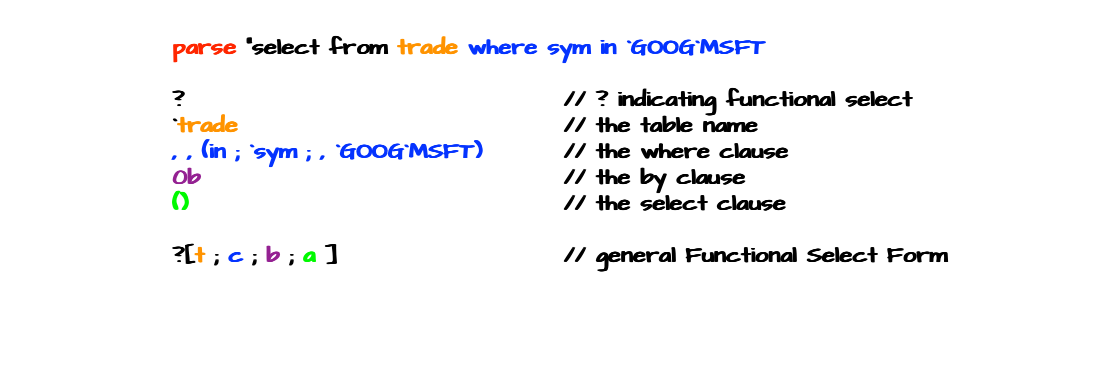 parse "select from trade where sym in `GOOG`MSFT
? // ? indicating functional select
`trade // the table name
, , (in ; `sym ; , `GOOG`MSFT) // the where clause
0b // the by clause
() // the select clause
?[t ; c ; b ; a ] // general Functional Select Form